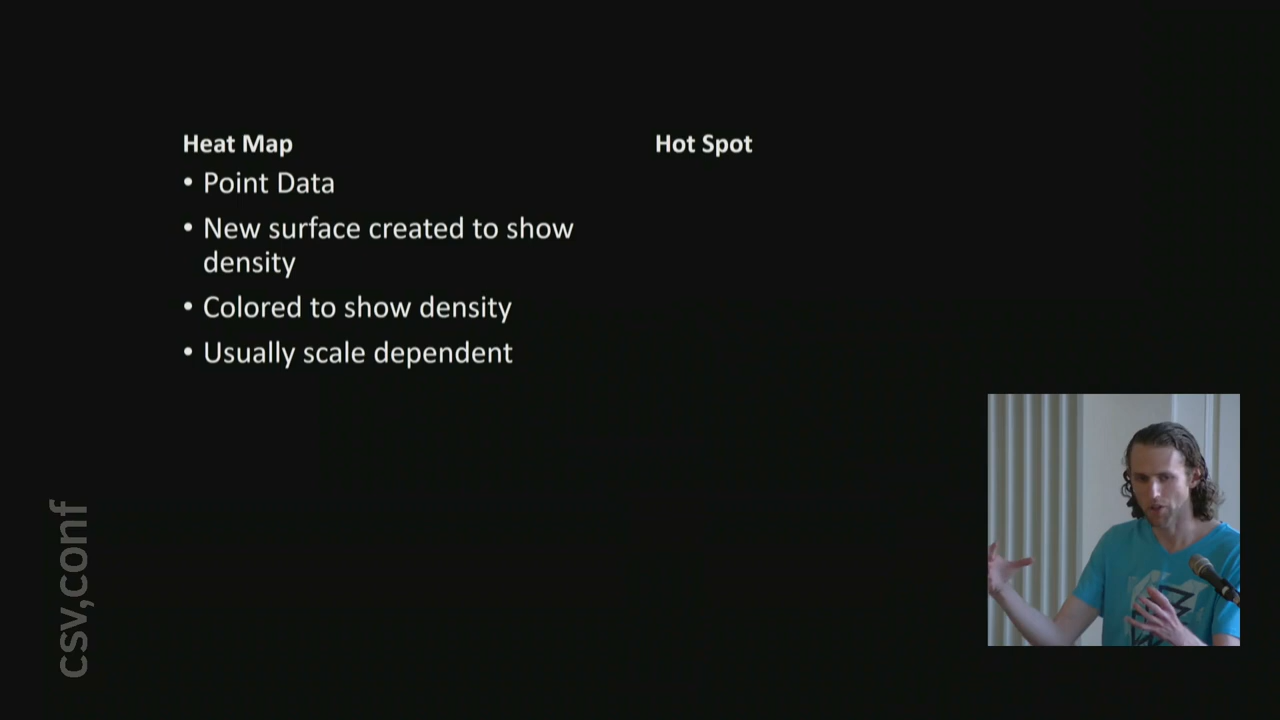 Heat Map
• Point Data
• New surface created to show
density
• Colored to show density
• Usually scale dependent
Hot Spot
csv,conf